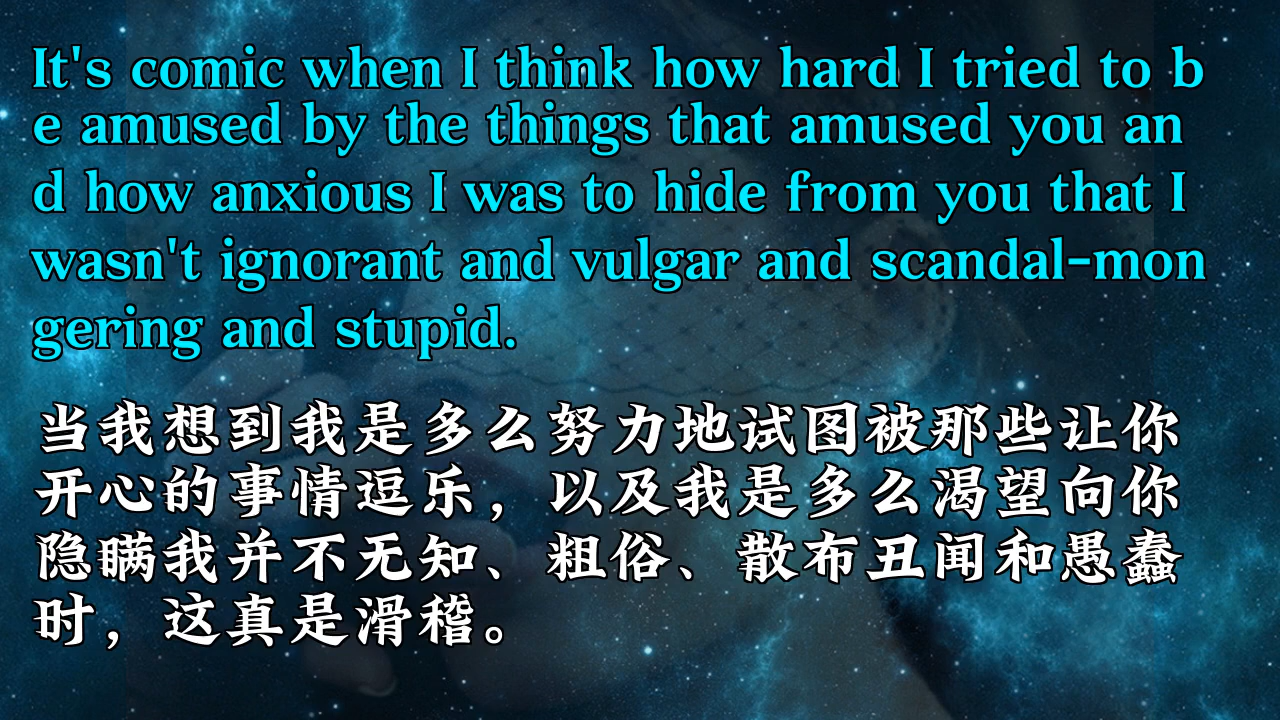 It's comic when I think how hard I tried to b
e amused by the things that amused you an
d how anxious I was to hide from you that I
wasn't ignorant and vulgar and scandal-mon
gering and stupid.
当我想到我是多么努力地试图被那些让你
开心的事情逗乐，以及我是多么渴望向你
隐瞒我并不无知、粗俗、散布丑闻和愚蠢
时，这真是滑稽。